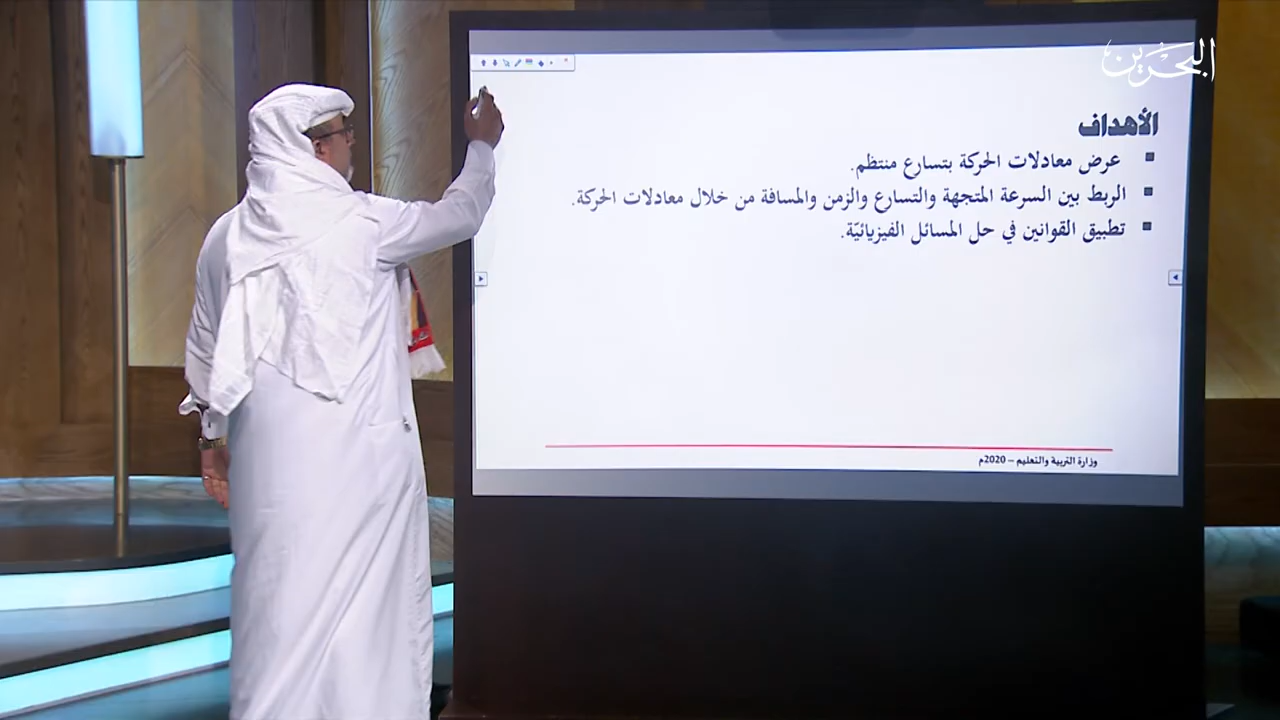 البحرين
الأهداف
عرض معادلات الحركة بتسارع منتظم.
الربط بين السرعة المتجهة والتسارع والزمن والمسافة من خلال معادلات الحركة.
تطبيق القوانين في حل المسائل الفيزيائيّة.
وزارة التربية والتعليم – 2020م